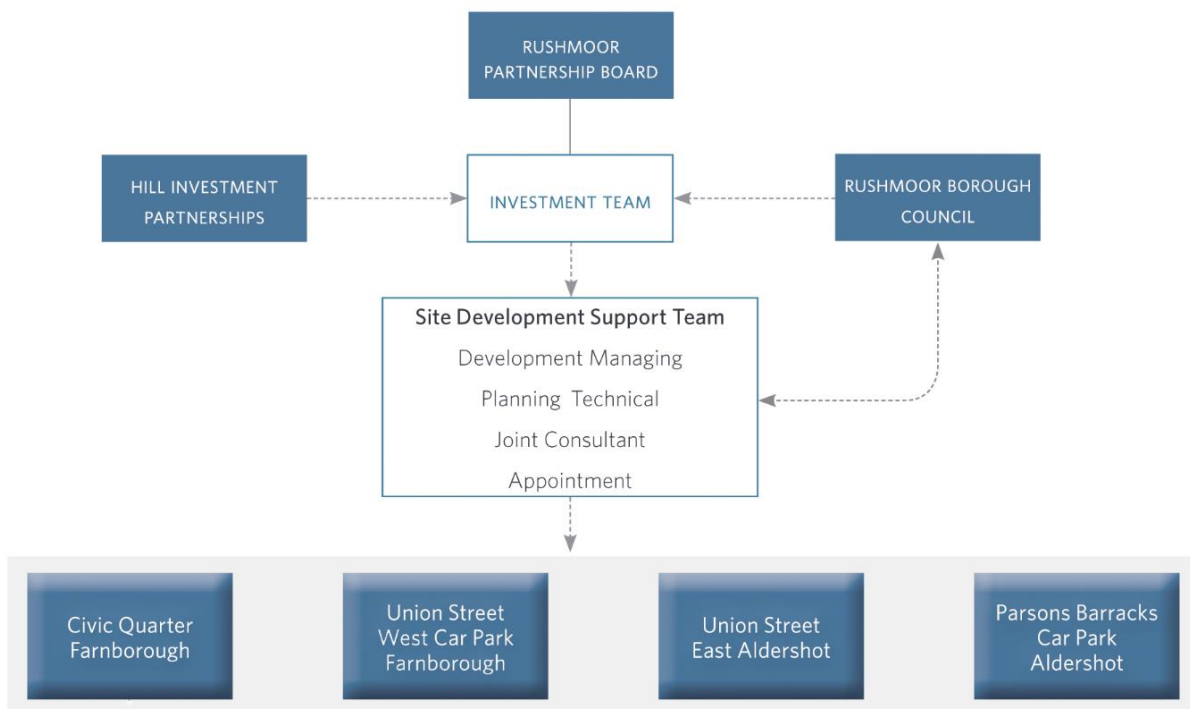 RUSHMOOR
PARTNERSHIP BOARD
HILL INVESTMENT
PARTNERSHIPS
INVESTMENT TEAM
RUSHMOOR BOROUGH
COUNCIL
Site Development Support Team
Development Managing
Planning Technical
Joint Consultant
Appointment
Civic Quarter
Farnborough
Union Street
West Car Park
Farnborough
Union Street
East Aldershot
Parsons Barracks
Car Park
Aldershot